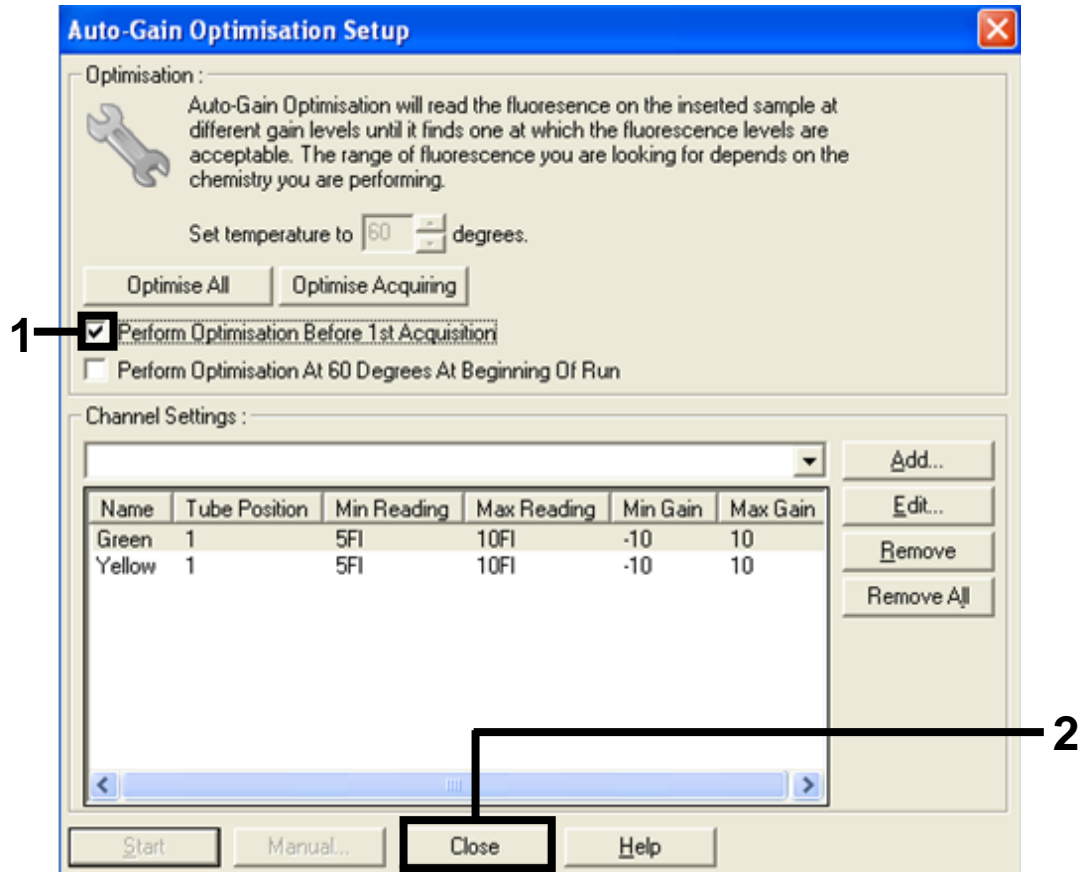 Auto-Gain Optimisation Setup
Optimisation :
Auto-Gain Optimisation will read the fluoresence on the inserted sample at
different gain levels until it finds one at which the fluorescence levels are
acceptable. The range of fluorescence you are looking for depends on the
chemistry you are performing.
Set temperature to 60 degrees.
Optimise All Optimise Acquiring
1 Perform Optimisation Before 1st Acquisition
Perform Optimisation At 60 Degrees At Beginning Of Run
Channel Settings :
Add...
Name Tube Position Min Reading Max Reading Min Gain Max Gain Edit...
Green 1 5Fl 10Fl -10 10
Remove
Yellow 1 5Fl 10Fl -10 10
Remove All
2
Start Manual... Close Help